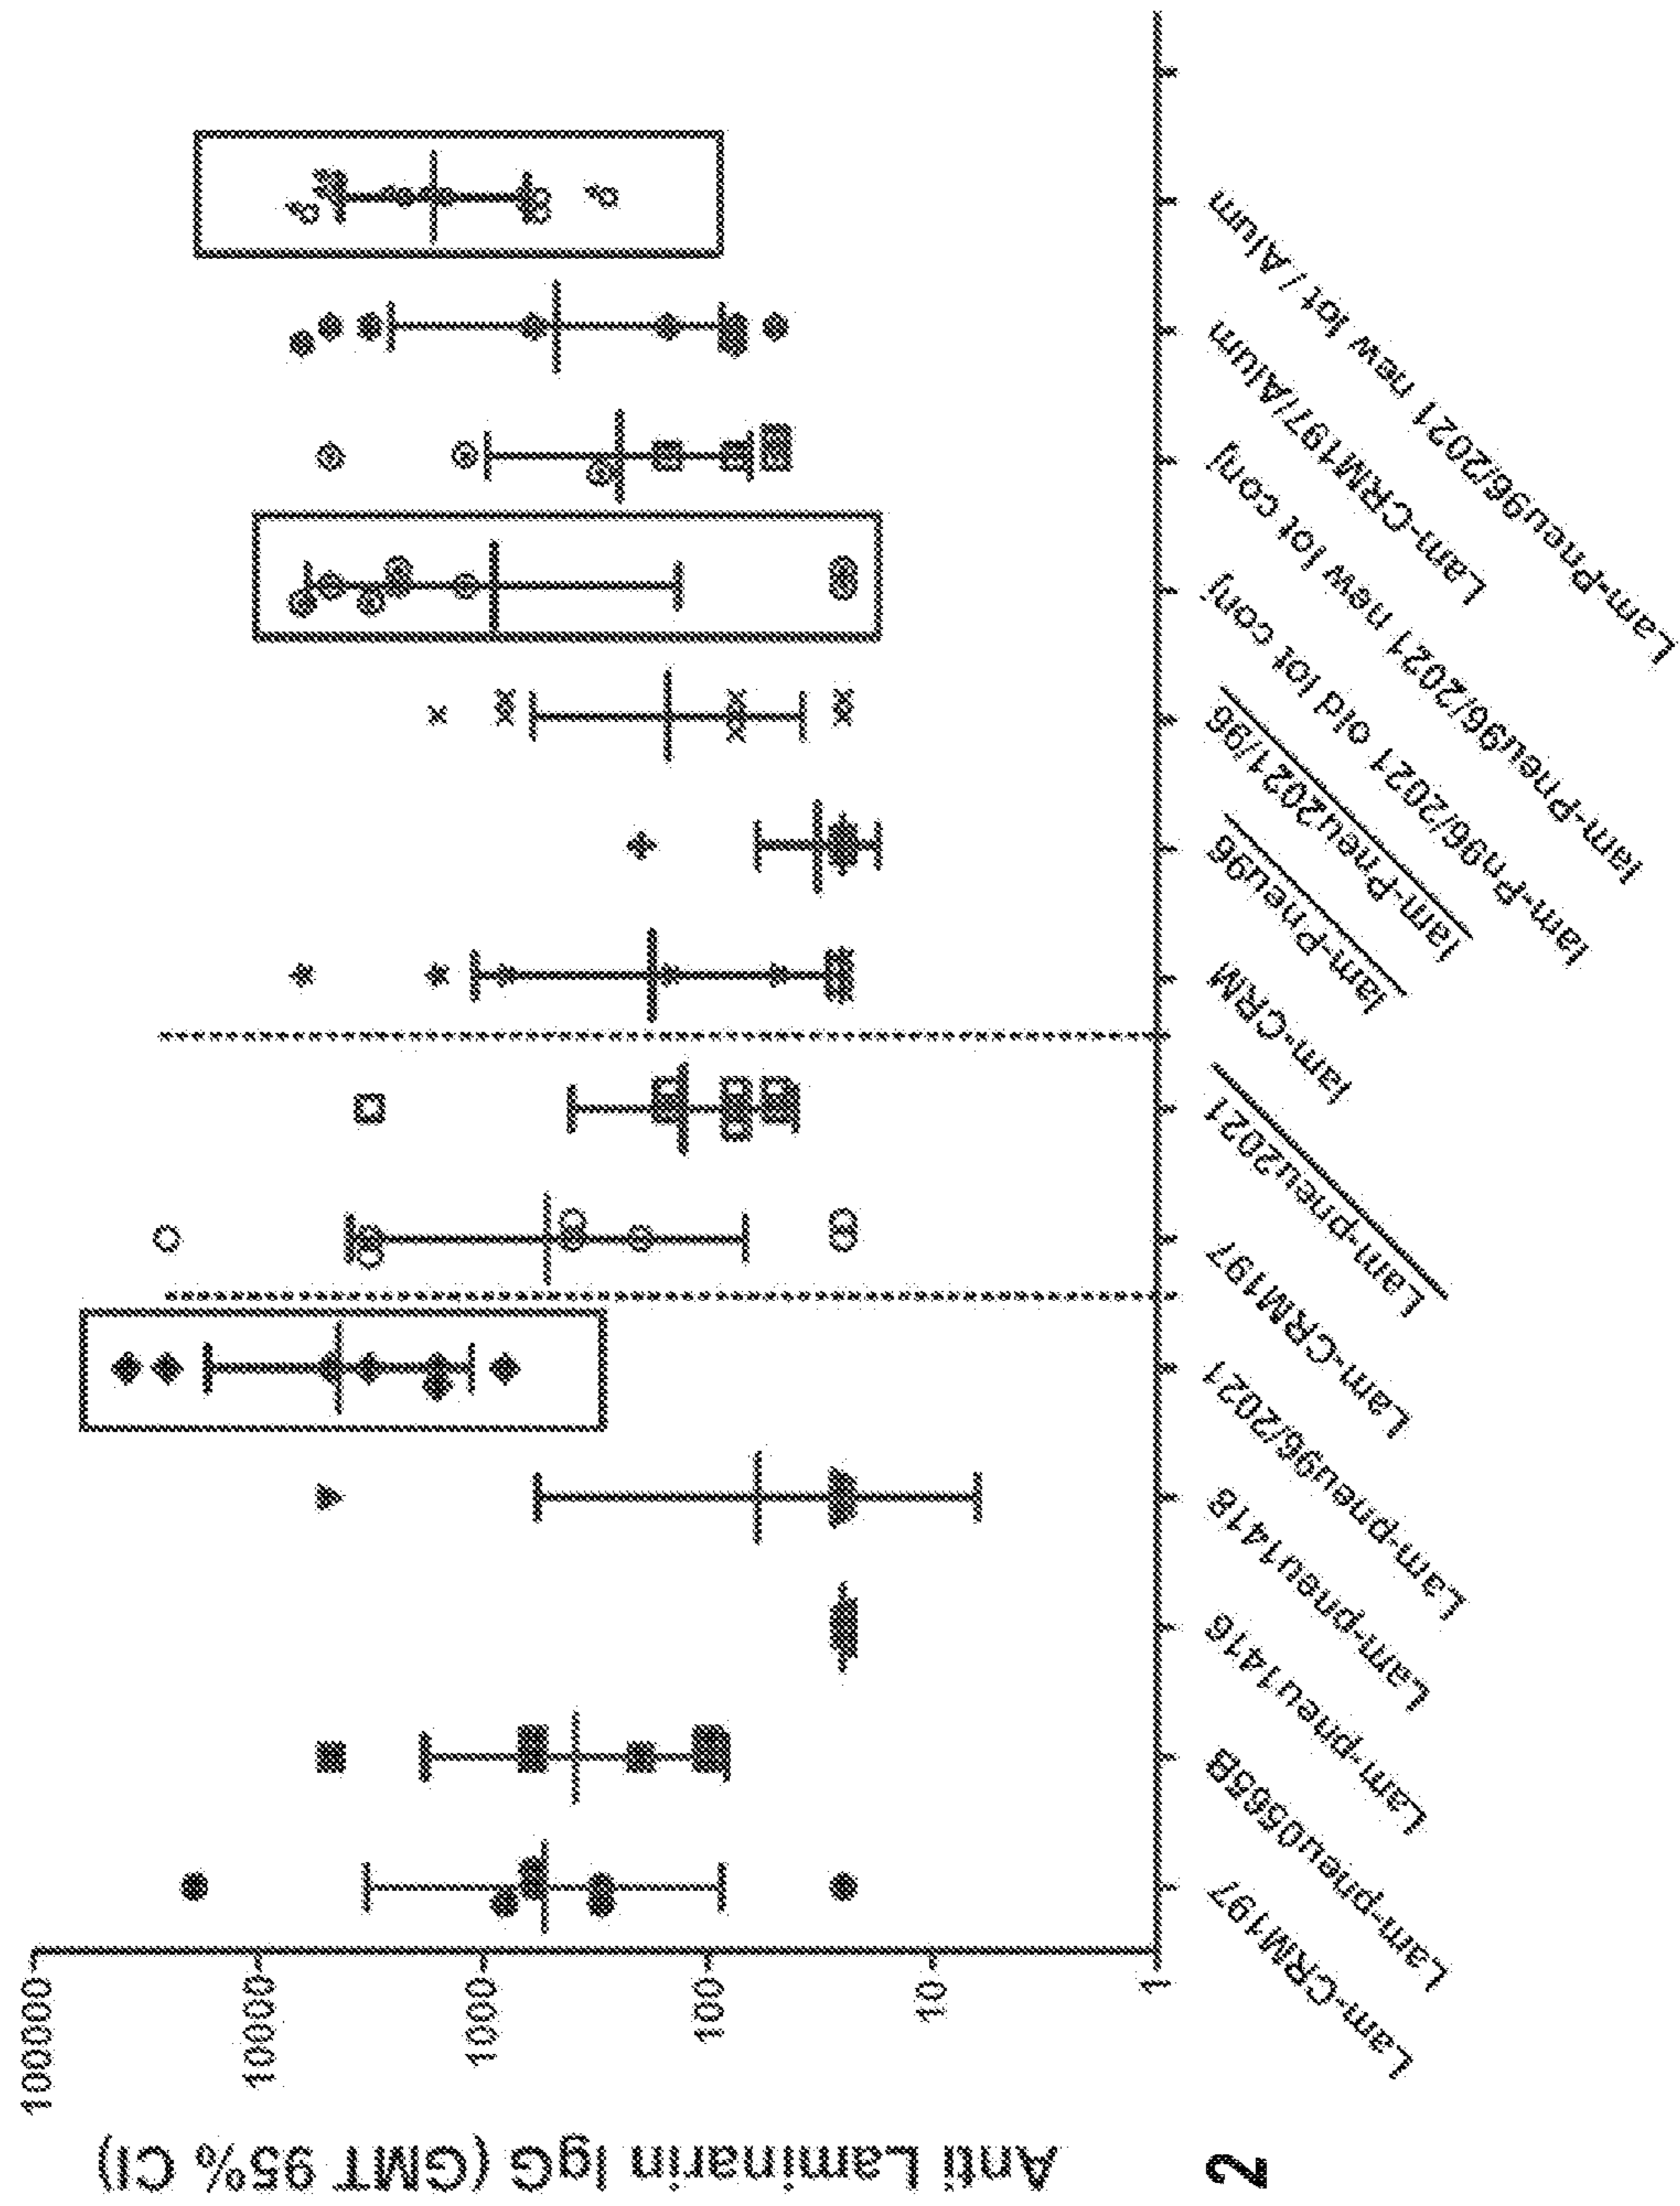 Anti Laminarin IgG (GMT 95% CI)
100000
10000
1000
100
10
1
Lam-CRM197
Lam-pneu0565B
Lam-pneu1416
Lam-pneu1418
Lam-pneu96/2021
Lam-CRM197
Lam-pneu2021
lam-CRM
lam-Pneu96
lam-Pneu2021/96
lam-Pn96/2021 old lot conj
lam-Pneu96/2021 new lot conj
Lam-CRM197/Alum
Lam-Pneu96/2021 new lot / Alum
2